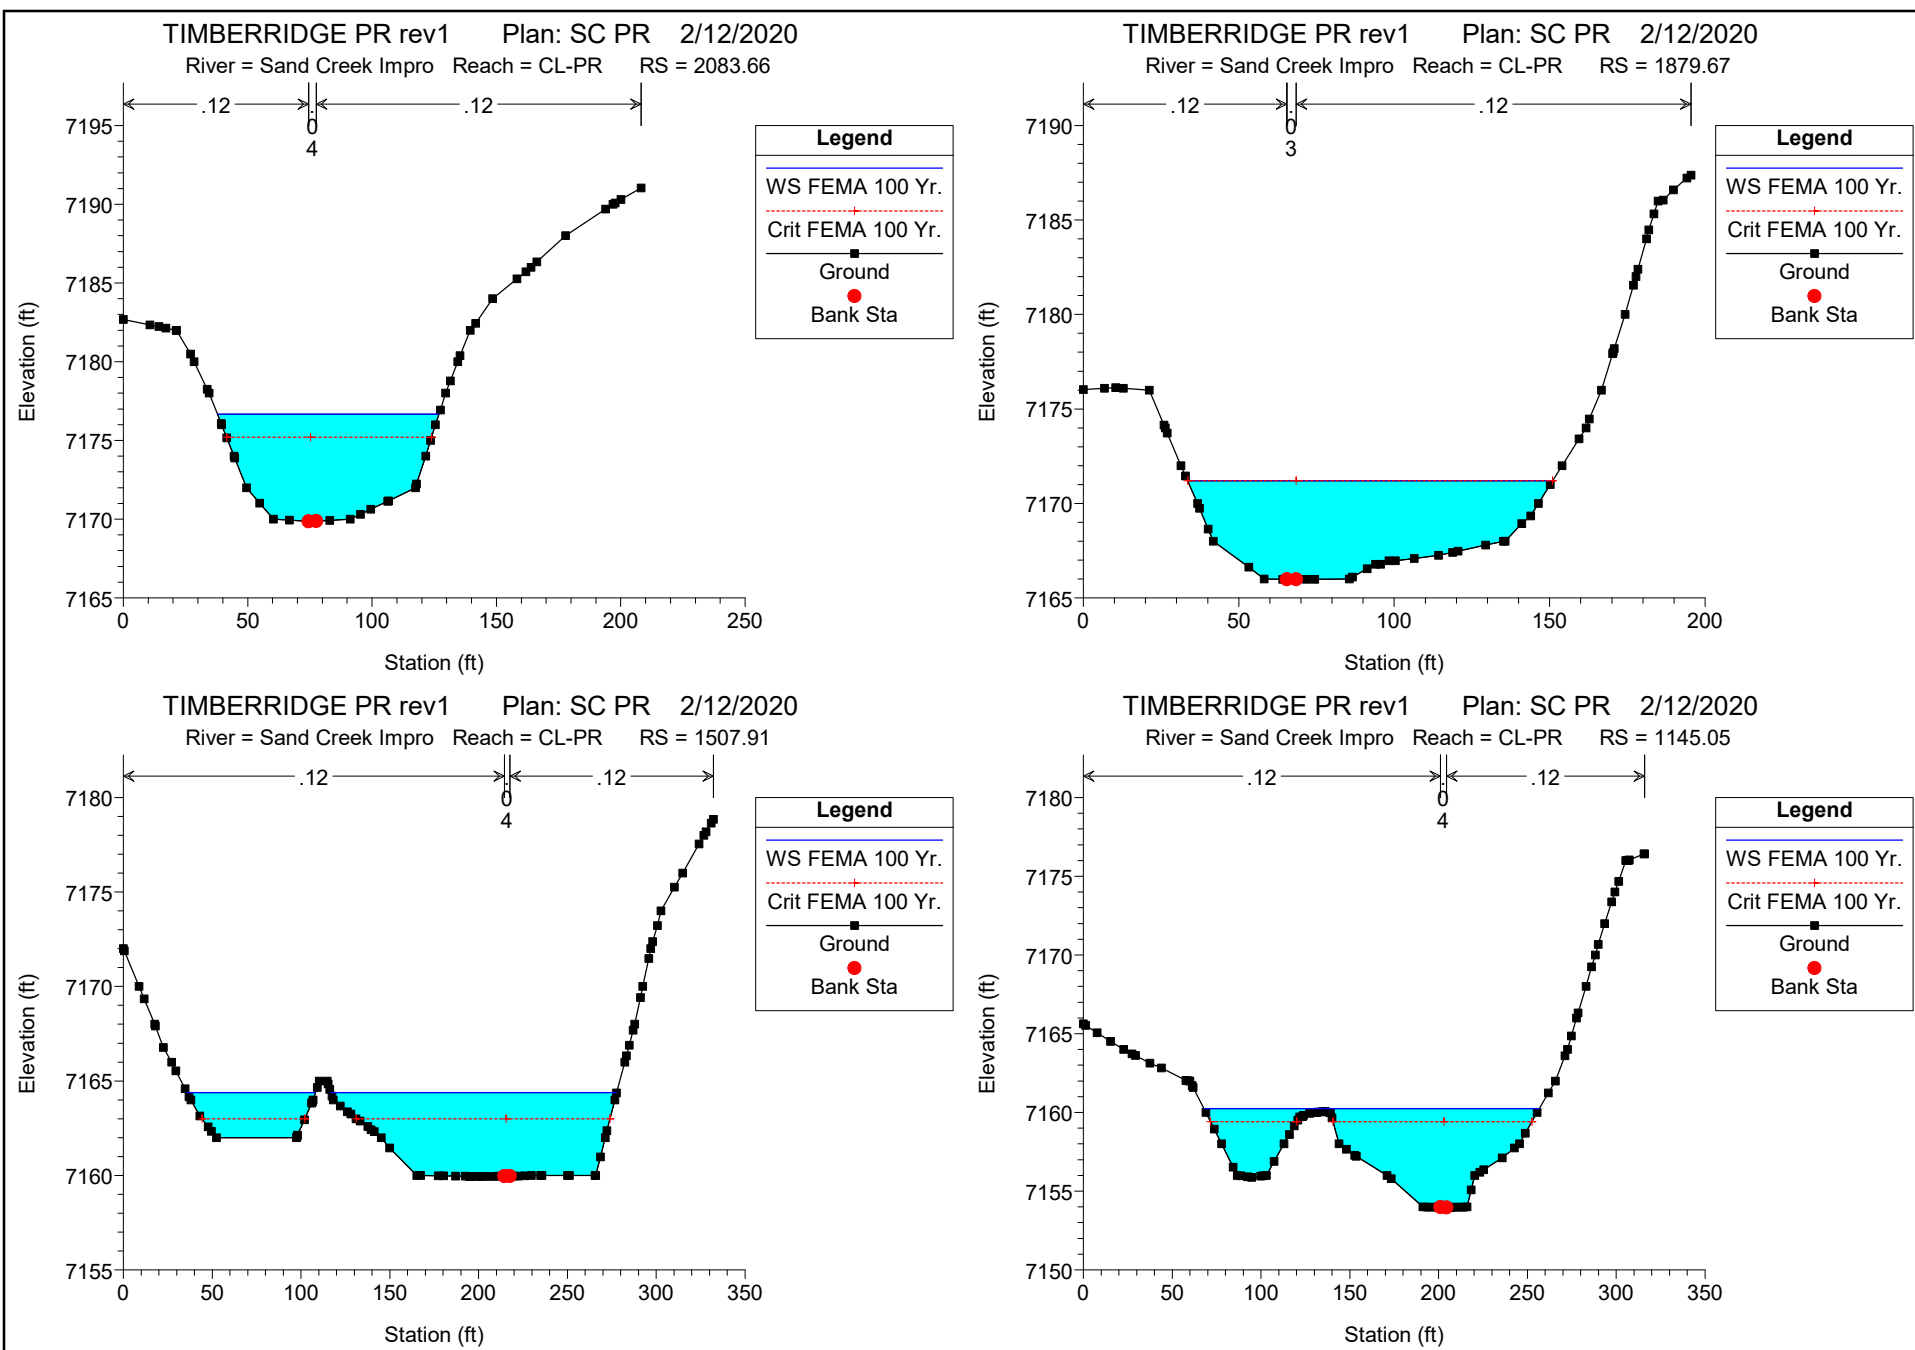 TIMBERRIDGE PR rev1 Plan: SC PR 2/12/2020
River = Sand Creek Impro Reach = CL-PR RS = 2083.66
.12 .04 .12
7195
7190
7185
7180
7175
7170
7165
Elevation (ft)
0 50 100 150 200 250
Station (ft)
Legend
WS FEMA 100 Yr.
Crit FEMA 100 Yr.
Ground
Bank Sta
TIMBERRIDGE PR rev1 Plan: SC PR 2/12/2020
River = Sand Creek Impro Reach = CL-PR RS = 1879.67
.12 .03 .12
7190
7185
7180
7175
7170
7165
Elevation (ft)
0 50 100 150 200
Station (ft)
Legend
WS FEMA 100 Yr.
Crit FEMA 100 Yr.
Ground
Bank Sta
TIMBERRIDGE PR rev1 Plan: SC PR 2/12/2020
River = Sand Creek Impro Reach = CL-PR RS = 1507.91
.12 .04 .12
7180
7175
7170
7165
7160
7155
Elevation (ft)
0 50 100 150 200 250 300 350
Station (ft)
Legend
WS FEMA 100 Yr.
Crit FEMA 100 Yr.
Ground
Bank Sta
TIMBERRIDGE PR rev1 Plan: SC PR 2/12/2020
River = Sand Creek Impro Reach = CL-PR RS = 1145.05
.12 .04 .12
7180
7175
7170
7165
7160
7155
7150
Elevation (ft)
0 50 100 150 200 250 300 350
Station (ft)
Legend
WS FEMA 100 Yr.
Crit FEMA 100 Yr.
Ground
Bank Sta